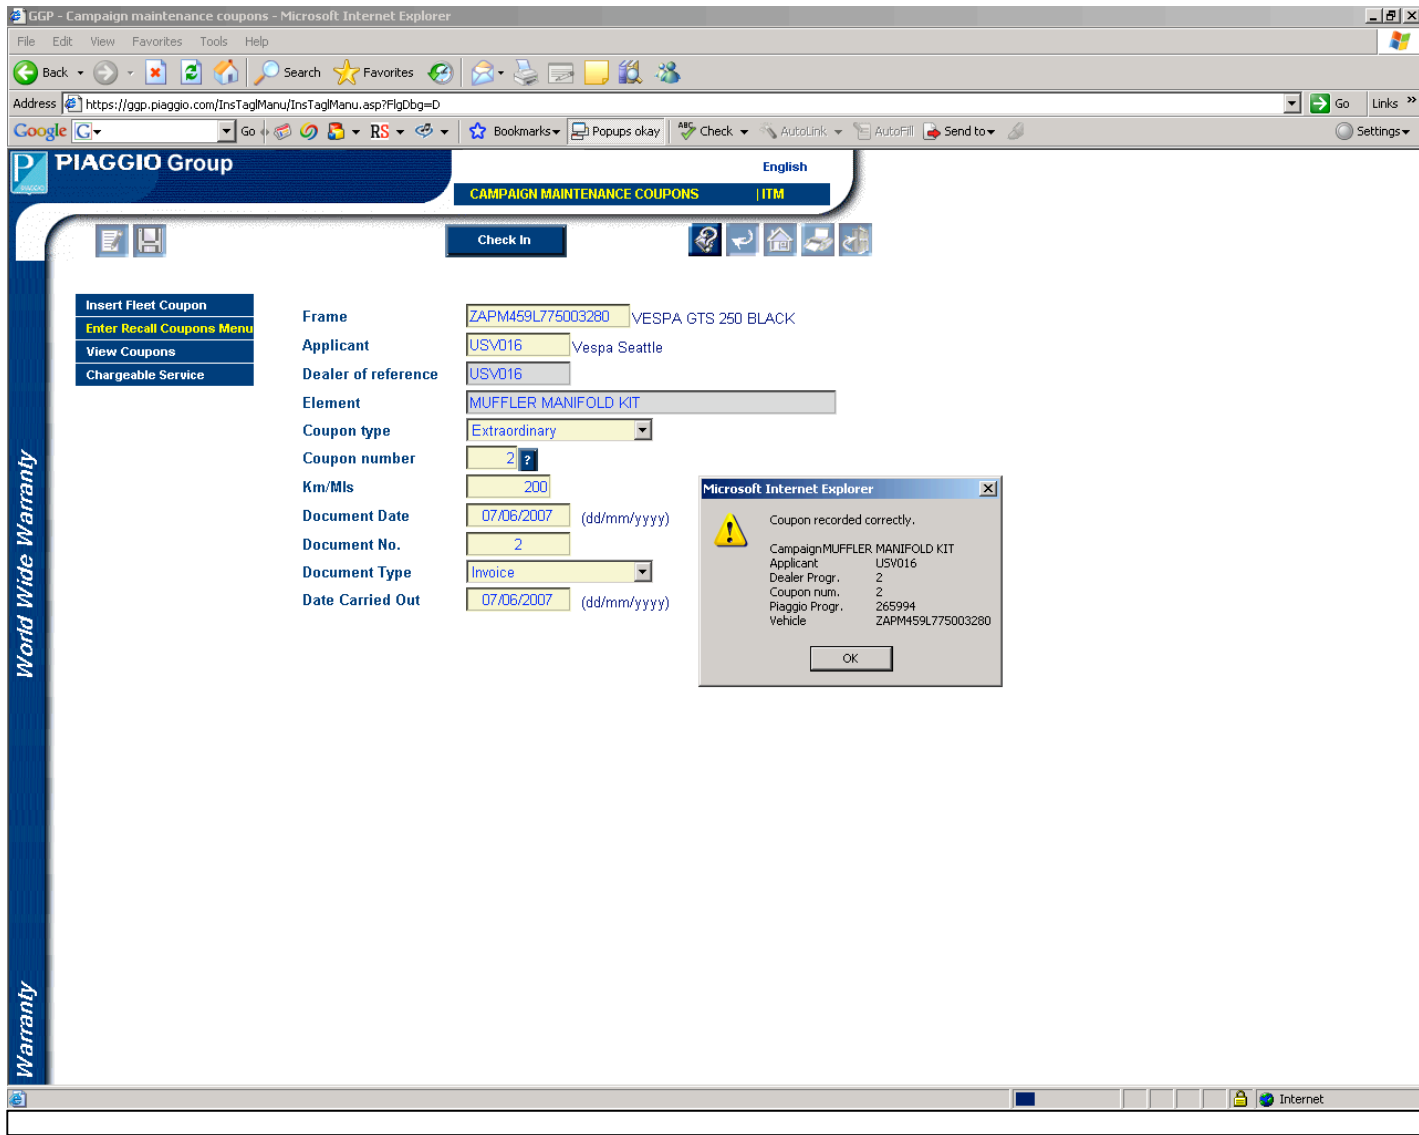 GGP - Campaign maintenance coupons - Microsoft Internet Explorer
File Edit View Favorites Tools Help
Back Search Favorites
Address https://ggp.piaggio.com/InsTaglManu/InsTaglManu.asp?FlgDbg=D Go Links »
Google G Go RS Bookmarks Popups okay ABC Check AutoLink AutoFill Send to Settings
P PIAGGIO Group English
PIAGGIO
CAMPAIGN MAINTENANCE COUPONS | ITM
Check In
Insert Fleet Coupon
Enter Recall Coupons Menu
View Coupons
Chargeable Service
Frame ZAPM459L775003280 VESPA GTS 250 BLACK
Applicant USV016 Vespa Seattle
Dealer of reference USV016
Element MUFFLER MANIFOLD KIT
Coupon type Extraordinary
Coupon number 2 ?
Km/Mls 200
Document Date 07/06/2007 (dd/mm/yyyy)
Document No. 2
Document Type Invoice
Date Carried Out 07/06/2007 (dd/mm/yyyy)
Microsoft Internet Explorer
Coupon recorded correctly.
CampaignMUFFLER MANIFOLD KIT
Applicant USV016
Dealer Progr. 2
Coupon num. 2
Piaggio Progr. 265994
Vehicle ZAPM459L775003280
OK
World Wide Warranty
Warranty
Internet